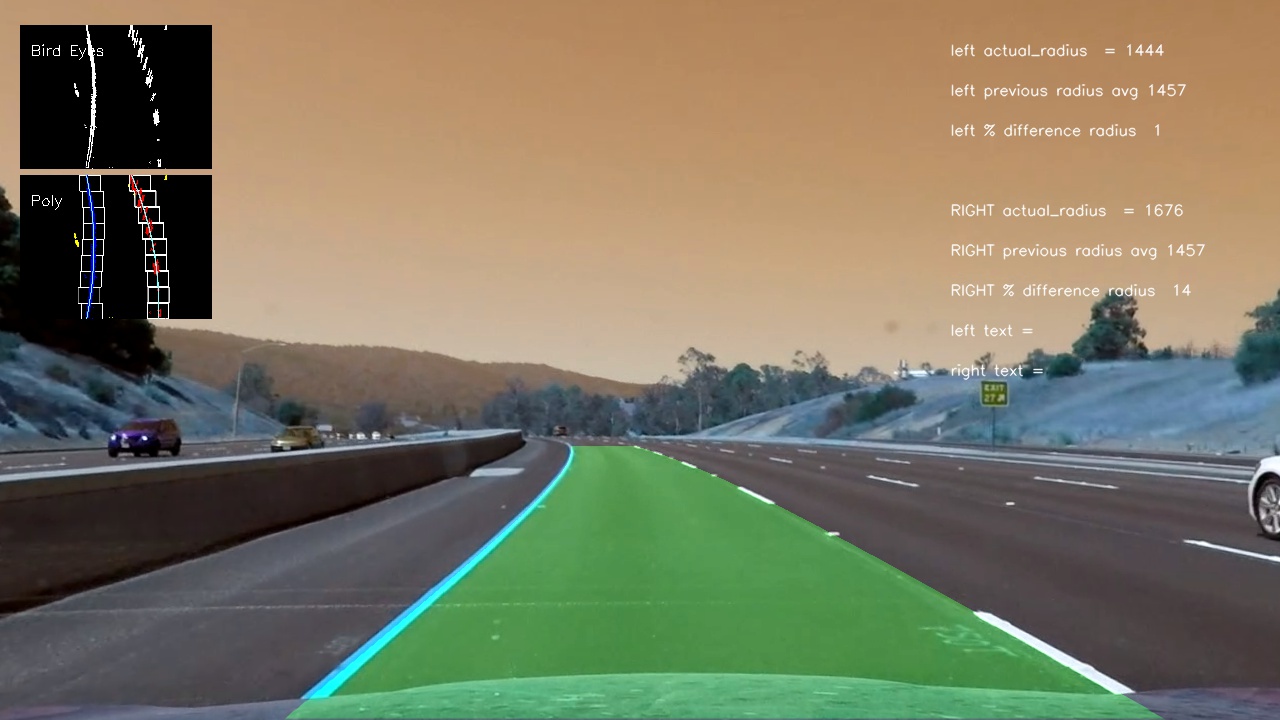 Bird Eyes
Poly
left actual_radius = 1444
left previous radius avg 1457
left % difference radius 1
RIGHT actual_radius = 1676
RIGHT previous radius avg 1457
RIGHT % difference radius 14
left text =
right text =
EXIT
27